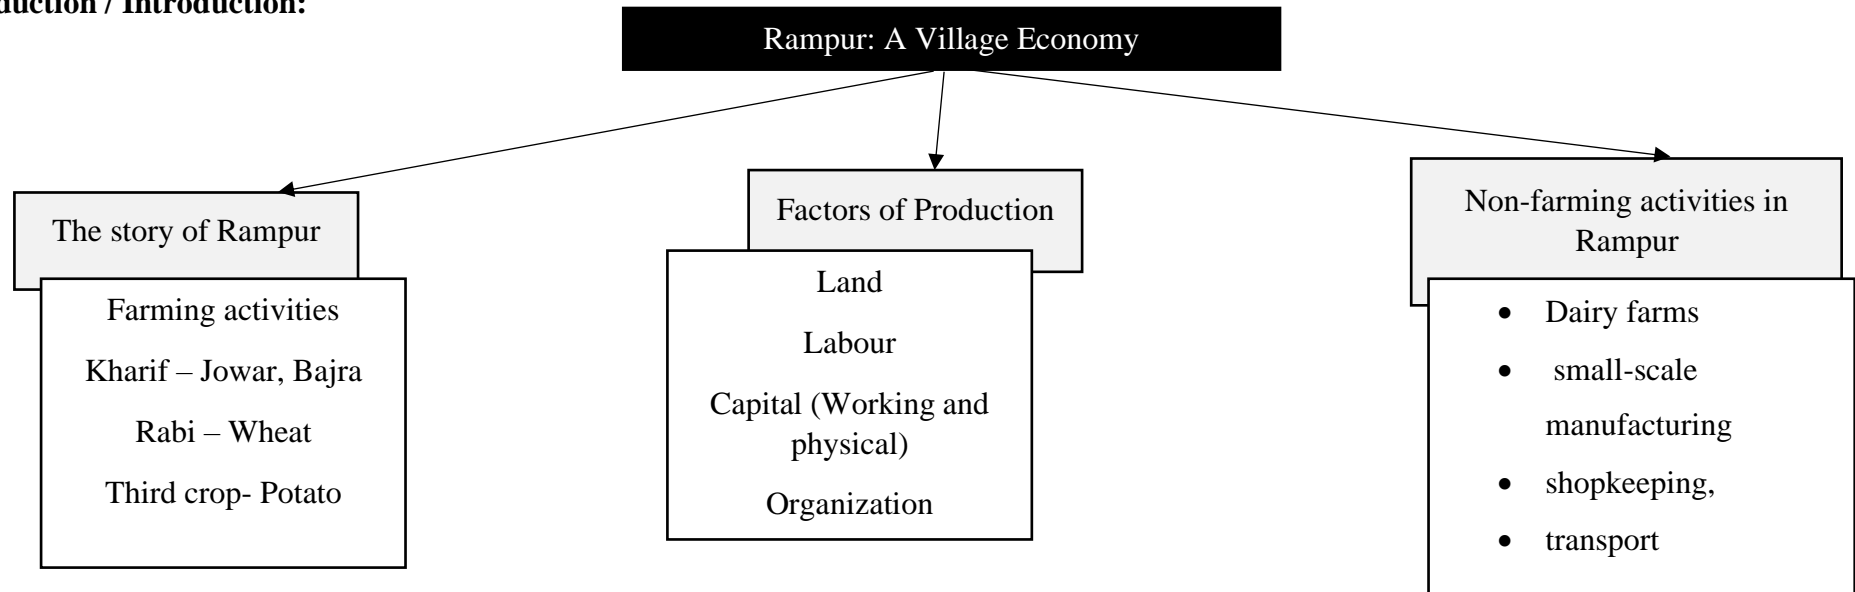 duction / Introduction:
Rampur: A Village Economy
The story of Rampur
Farming activities
Kharif – Jowar, Bajra
Rabi – Wheat
Third crop- Potato
Factors of Production
Land
Labour
Capital (Working and
physical)
Organization
Non-farming activities in
Rampur
• Dairy farms
• small-scale
manufacturing
• shopkeeping,
• transport